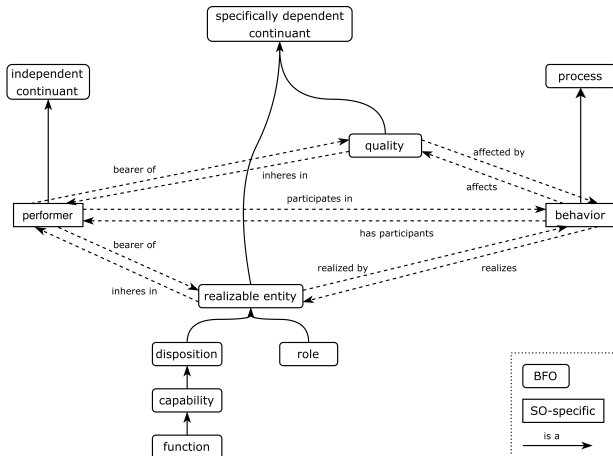 specifically dependent
continuant
independent
continuant
process
quality
bearer of
affected by
inheres in
affects
participates in
performer
behavior
has participants
bearer of
realized by
inheres in
realizes
realizable entity
disposition
role
capability
BFO
SO-specific
function
is a